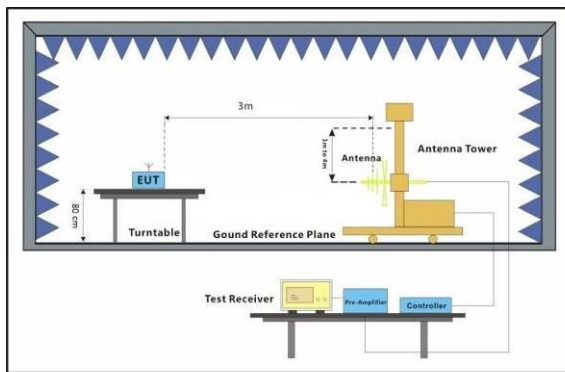 3m
1m to 4m
Antenna
Antenna Tower
EUT
80 cm
Turntable
Gound Reference Plane
Test Receiver
Pre-Amplifier
Controller